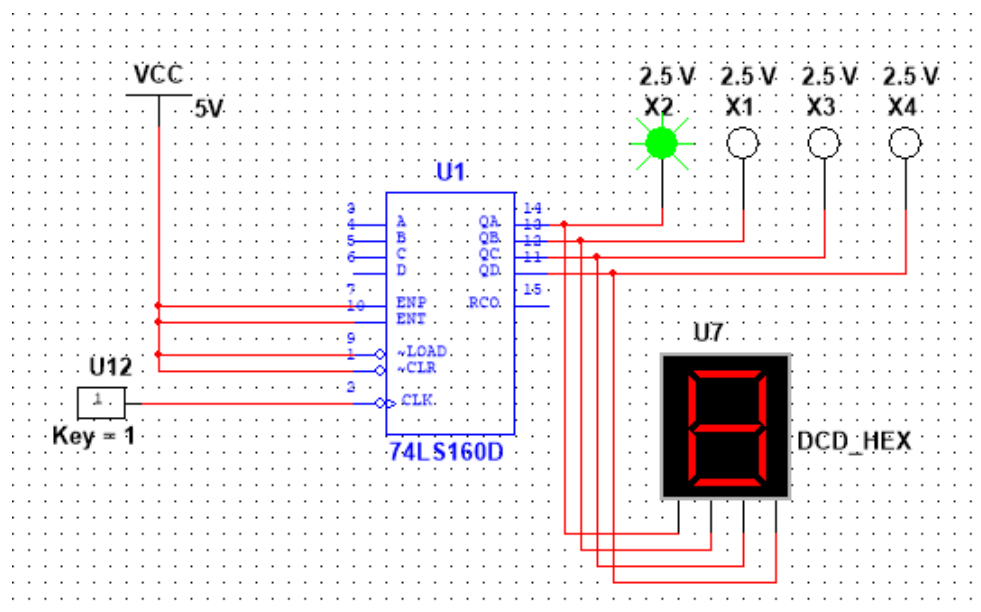 VCC
5V
2.5 V 2.5 V 2.5 V 2.5 V
X2 X1 X3 X4
U1
3
4
5
6
A
B
C
D
7
10
ENP
ENT
9
1
~LOAD
~CLR
2
CLK
QA
QB
QC
QD
14
13
12
11
RCO
15
74LS160D
U12
1
Key = 1
U7
DCD_HEX